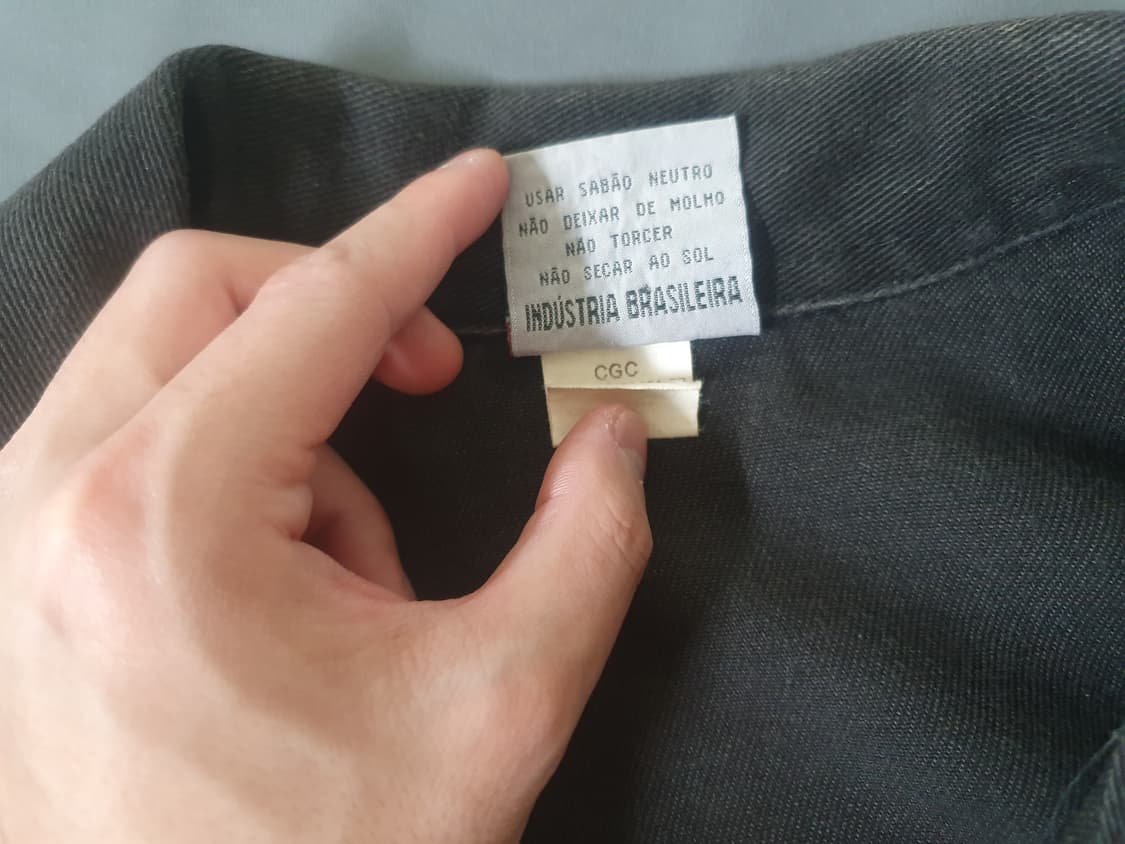 USAR SABÃO NEUTRO
NÃO DEIXAR DE MOLHO
NÃO TORCER
NÃO SECAR AO SOL
INDÚSTRIA BRASILEIRA
CGC